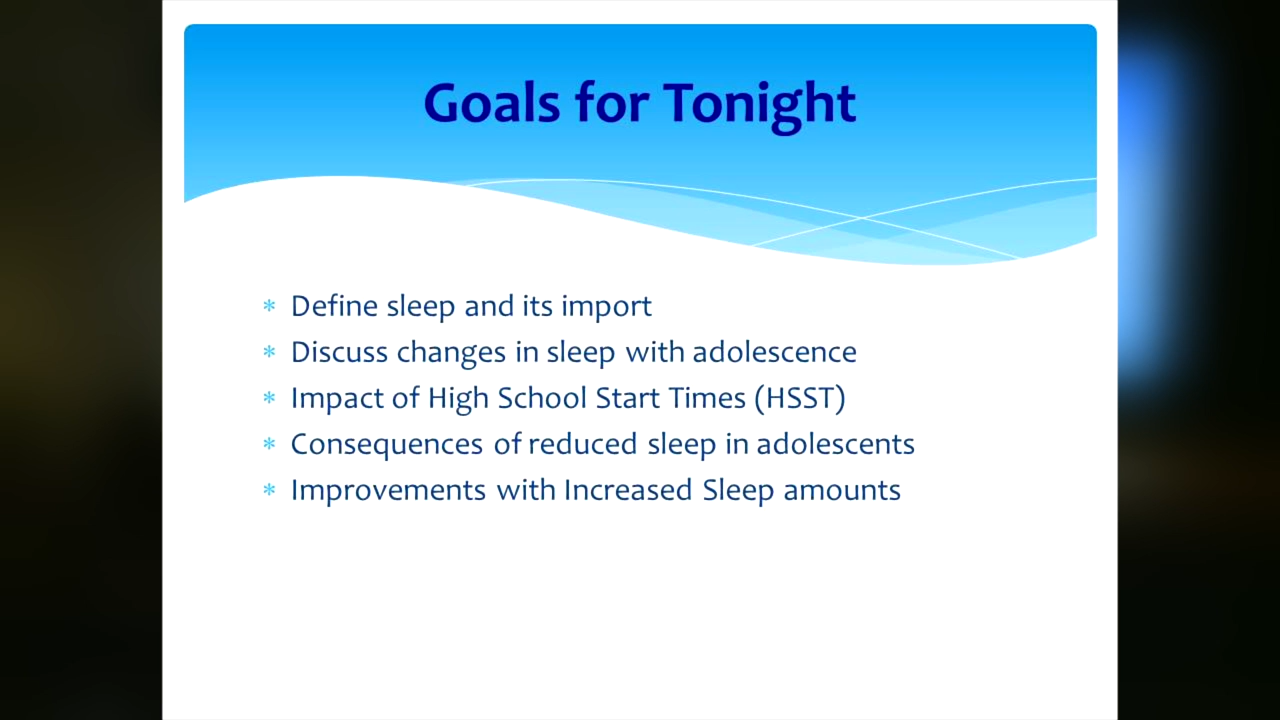 Goals for Tonight
* Define sleep and its import
* Discuss changes in sleep with adolescence
* Impact of High School Start Times (HSST)
* Consequences of reduced sleep in adolescents
* Improvements with Increased Sleep amounts